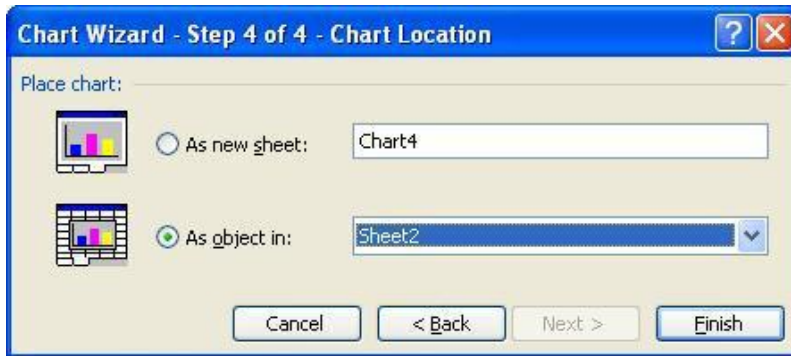 Chart Wizard - Step 4 of 4 - Chart Location
Place chart:
As new sheet: Chart4
As object in: Sheet2
Cancel < Back Next > Finish